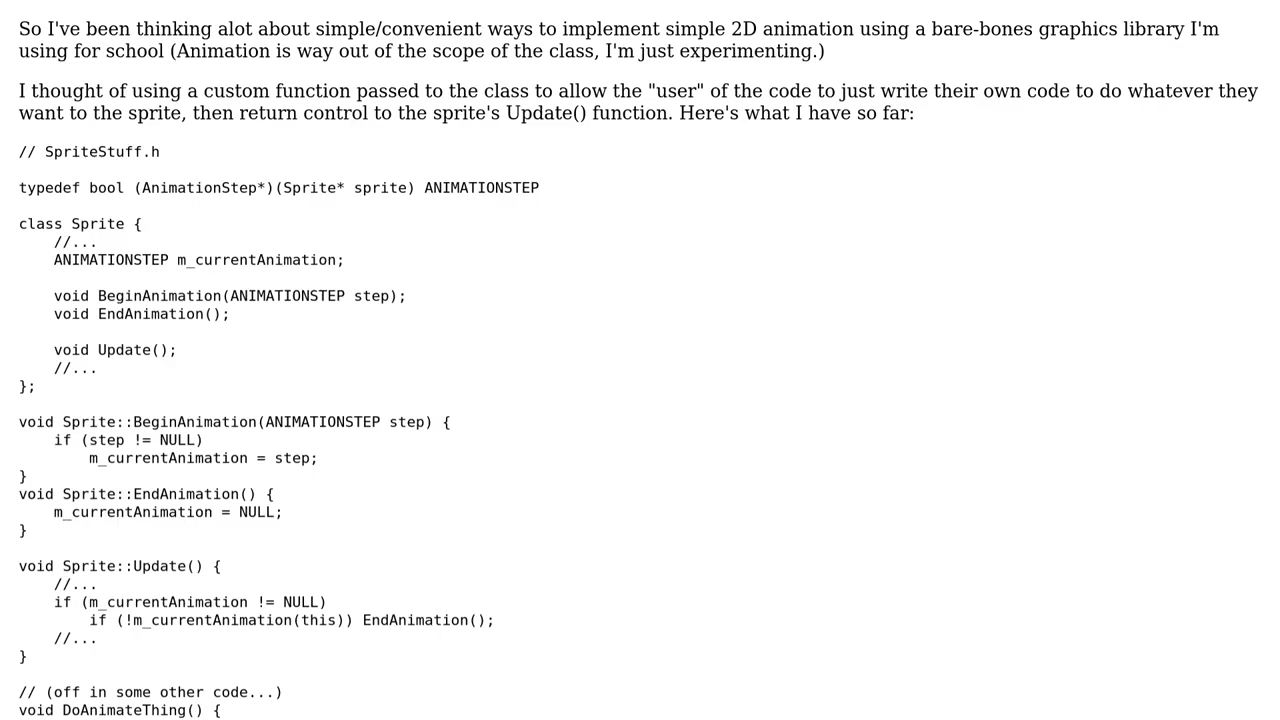 So I've been thinking alot about simple/convenient ways to implement simple 2D animation using a bare-bones graphics library I'm
using for school (Animation is way out of the scope of the class, I'm just experimenting.)
I thought of using a custom function passed to the class to allow the "user" of the code to just write their own code to do whatever they
want to the sprite, then return control to the sprite's Update() function. Here's what I have so far:
// SpriteStuff.h
typedef bool (AnimationStep*)(Sprite* sprite) ANIMATIONSTEP
class Sprite {
    //...
    ANIMATIONSTEP m_currentAnimation;
    void BeginAnimation(ANIMATIONSTEP step);
    void EndAnimation();
    void Update();
    //...
};
void Sprite::BeginAnimation(ANIMATIONSTEP step) {
    if (step != NULL)
        m_currentAnimation = step;
}
void Sprite::EndAnimation() {
    m_currentAnimation = NULL;
}
void Sprite::Update() {
    //...
    if (m_currentAnimation != NULL)
        if (!m_currentAnimation(this)) EndAnimation();
    //...
}
// (off in some other code...)
void DoAnimateThing() {